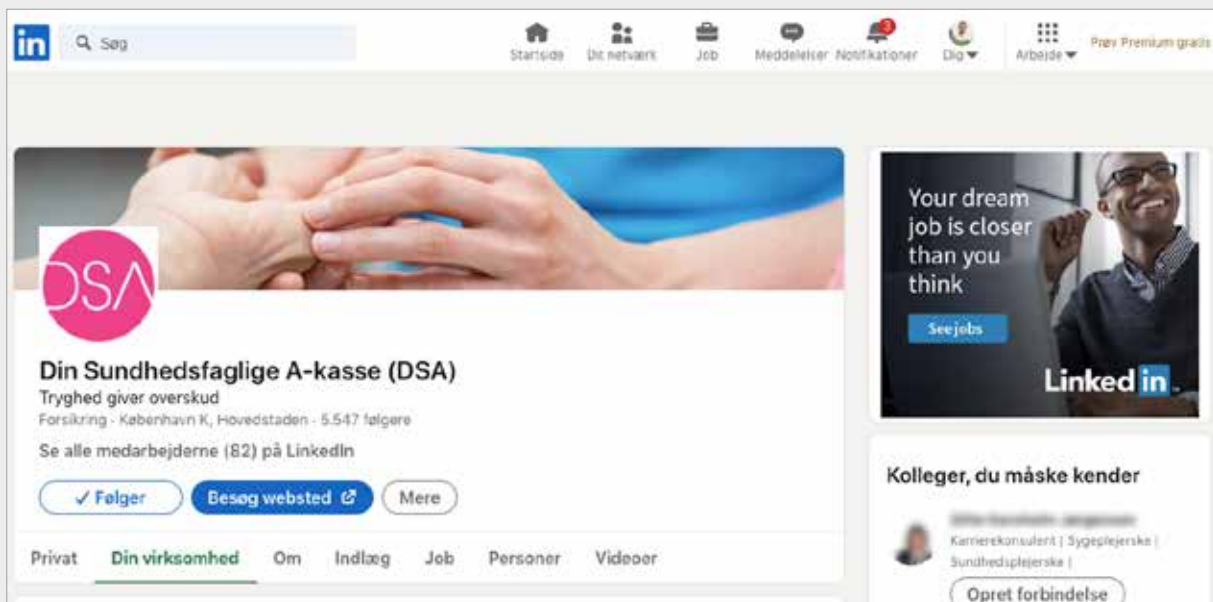 in
Søg
Startside
Dit netværk
Job
Meddelelser
Notifikationer
3
Dig
Arbejde
Prøv Premium gratis
DSA
Din Sundhedsfaglige A-kasse (DSA)
Tryghed giver overskud
Forsikring · København K, Hovedstaden · 5.547 følgere
Se alle medarbejderne (82) på LinkedIn
Følger
Besøg websted
Mere
Privat
Din virksomhed
Om
Indlæg
Job
Personer
Videoer
Your dream
job is closer
than you
think
See jobs
Linked in
Kolleger, du måske kender
Karrierekonsulent | Sygeplejerske |
Sundhedsplejerske |
Opret forbindelse